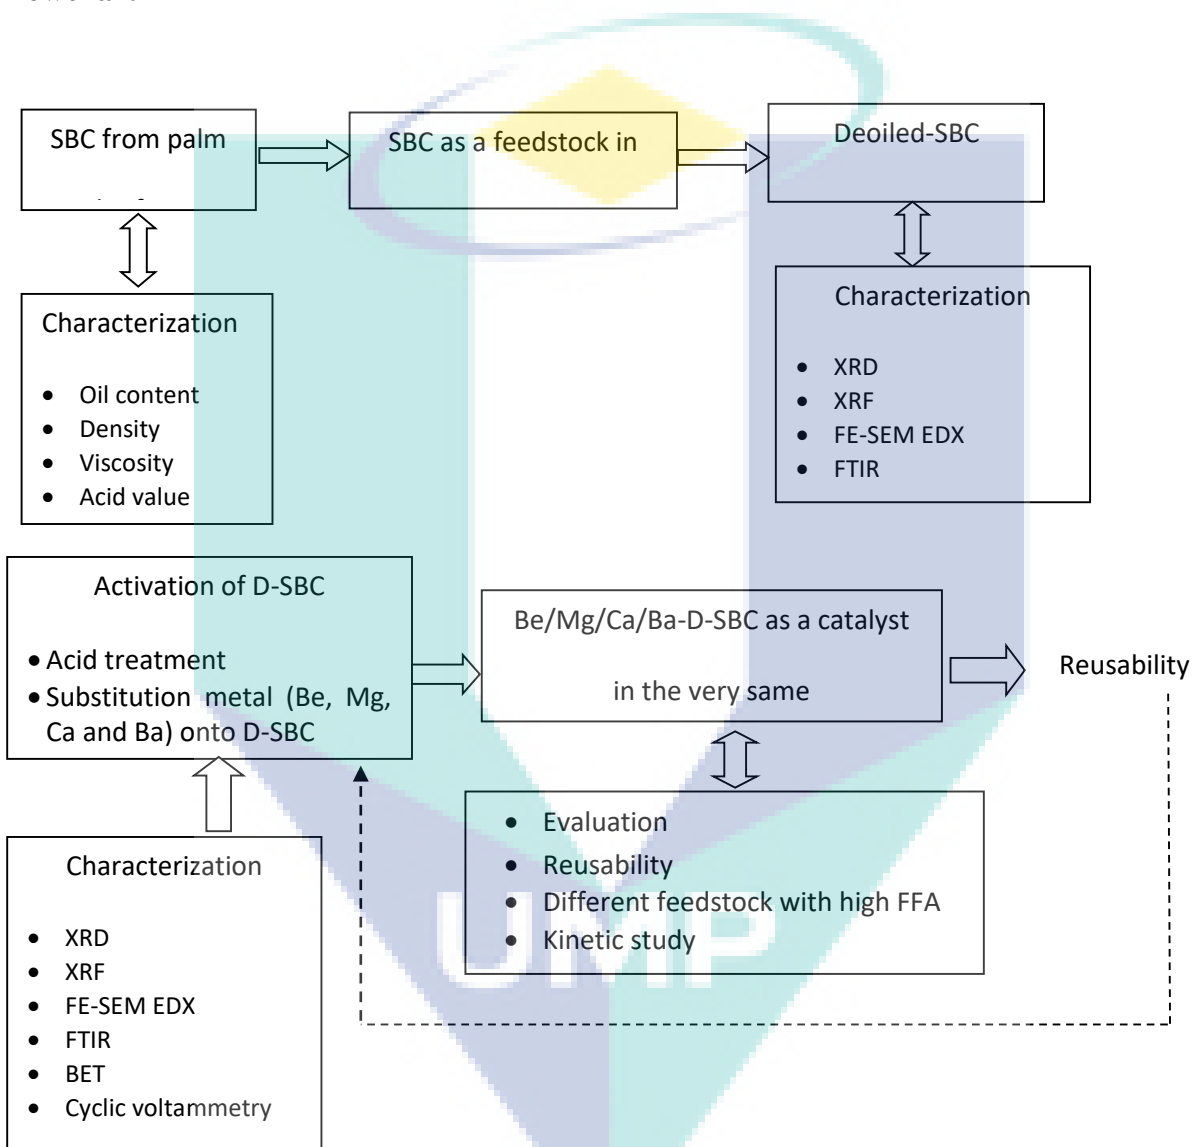 SBC from palm
SBC as a feedstock in
Deoiled-SBC
Characterization
• Oil content
• Density
• Viscosity
• Acid value
Characterization
• XRD
• XRF
• FE-SEM EDX
• FTIR
Activation of D-SBC
• Acid treatment
• Substitution metal (Be, Mg,
Ca and Ba) onto D-SBC
Be/Mg/Ca/Ba-D-SBC as a catalyst
in the very same
Reusability
• Evaluation
• Reusability
• Different feedstock with high FFA
• Kinetic study
Characterization
• XRD
• XRF
• FE-SEM EDX
• FTIR
• BET
• Cyclic voltammetry
UMP